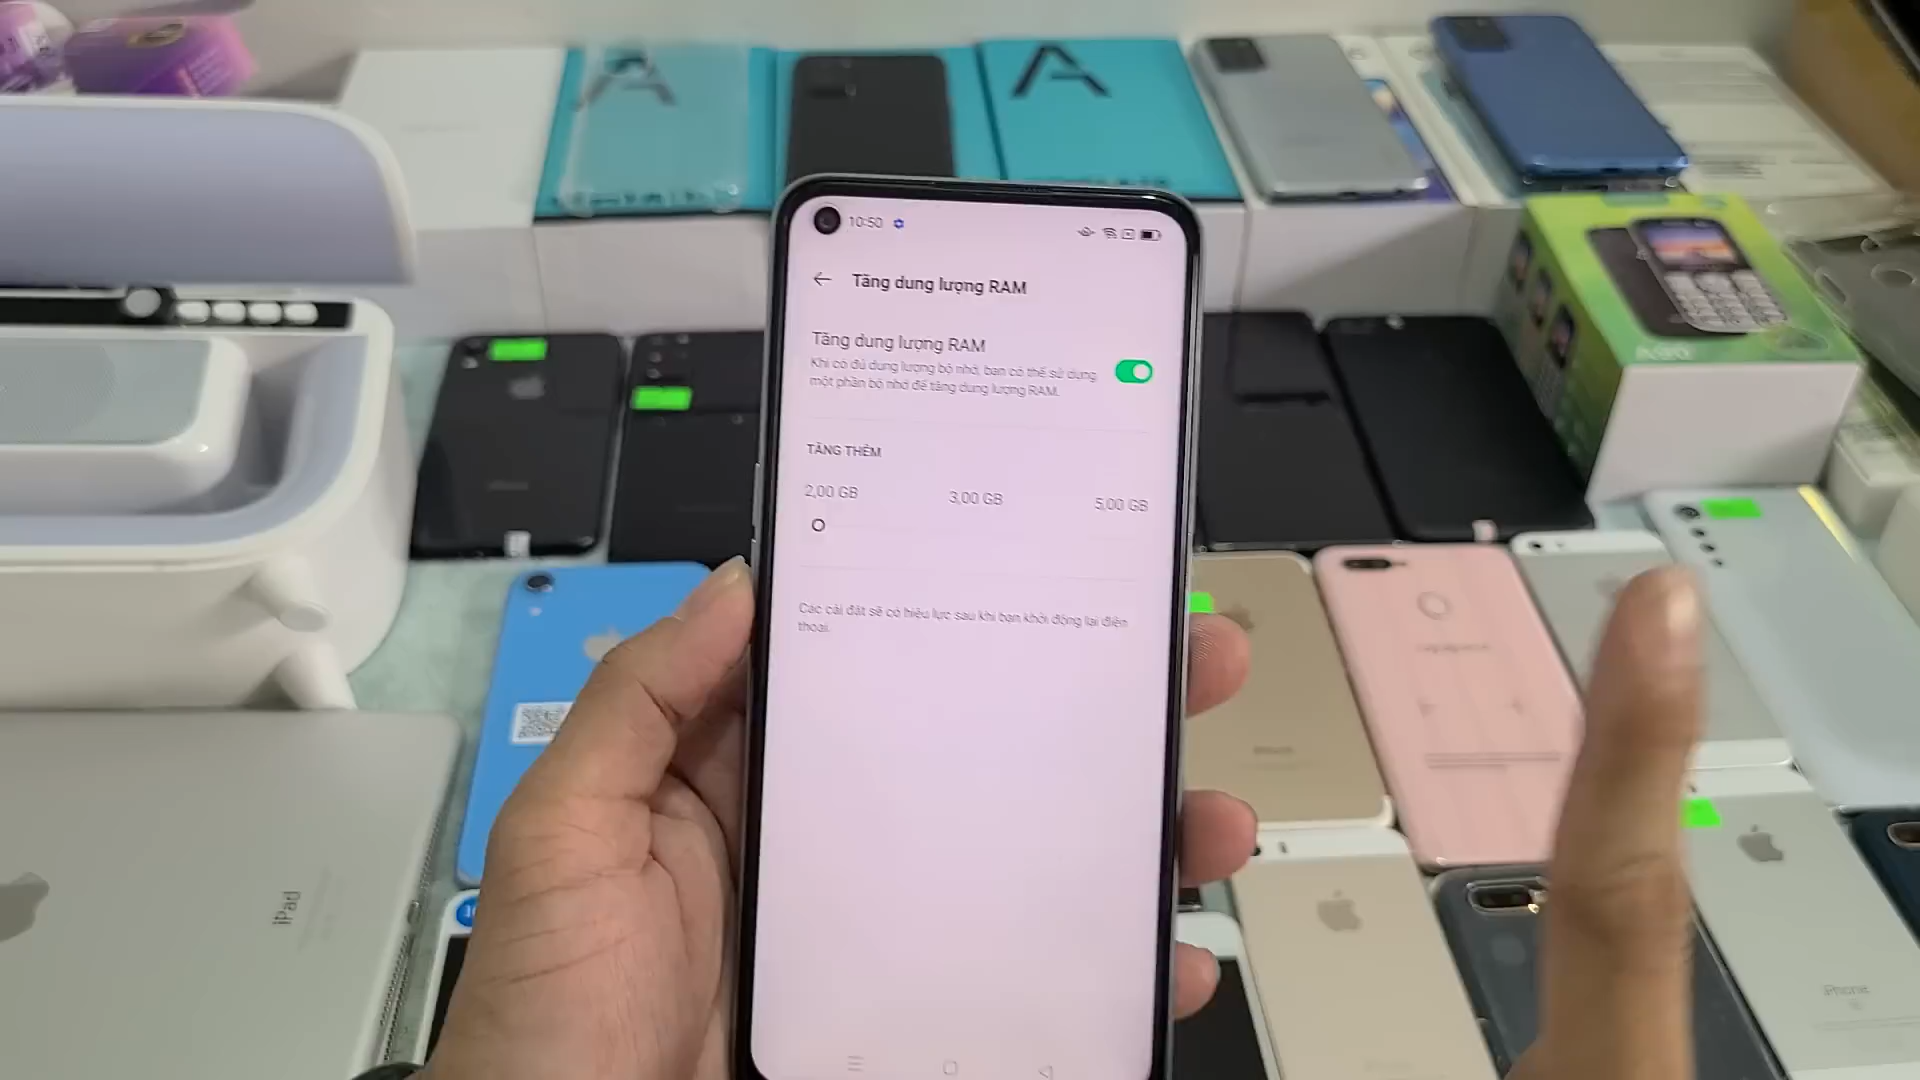 A
A
10:50
Tăng dung lượng RAM
Tăng dung lượng RAM
Khi có đủ dung lượng bộ nhớ, bạn có thể sử dụng
một phần bộ nhớ để tăng dung lượng RAM.
TĂNG THÊM
2,00 GB
3,00 GB
5,00 GB
Các cài đặt sẽ có hiệu lực sau khi bạn khởi động lại điện
thoại.
iPad
iPhone